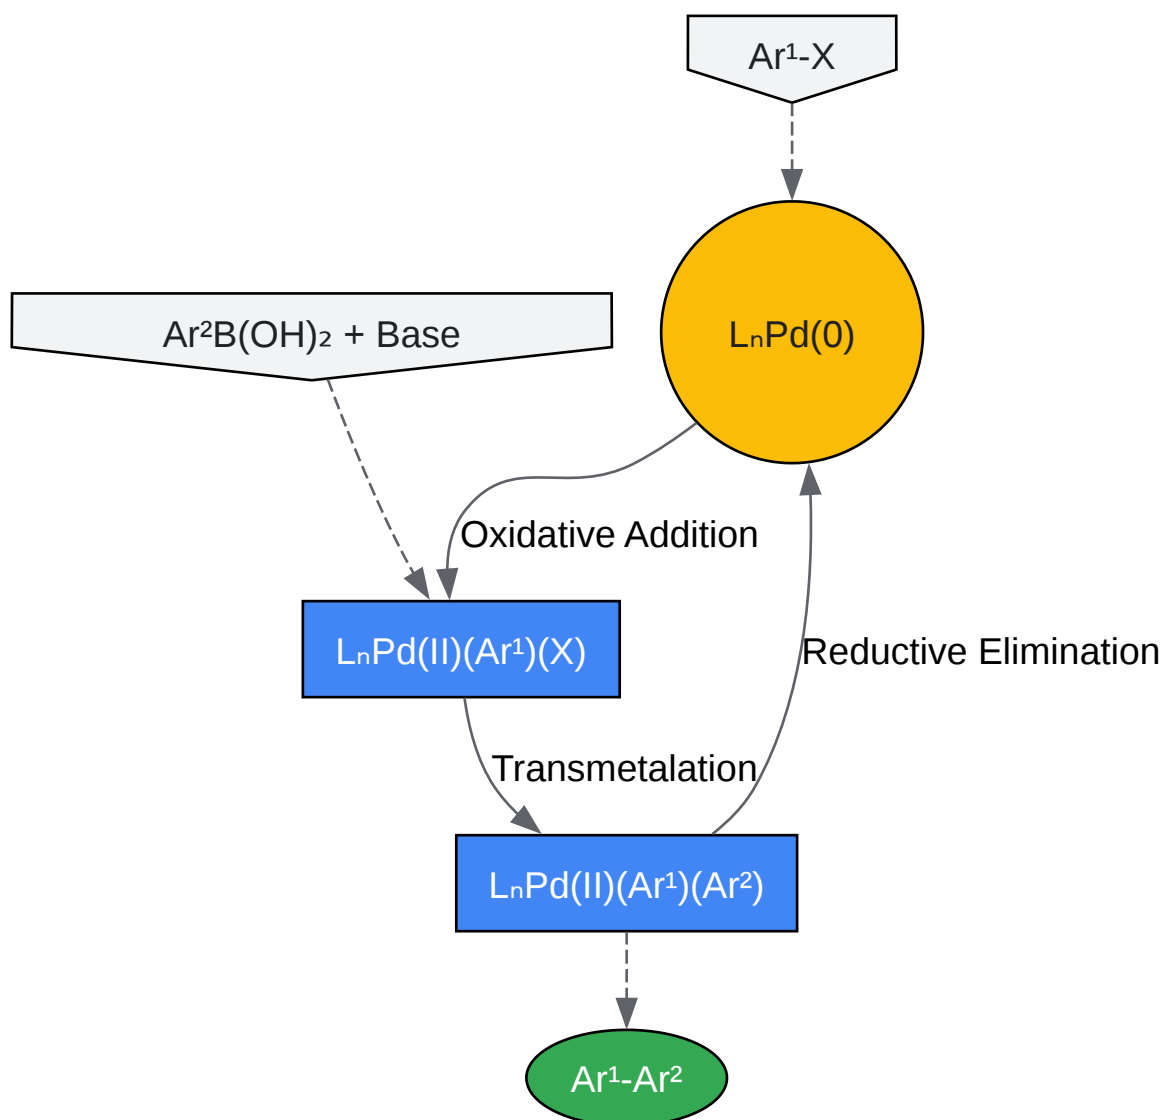 Ar¹-X
LₙPd(0)
Ar²B(OH)₂ + Base
Oxidative Addition
LₙPd(II)(Ar¹)(X)
Reductive Elimination
Transmetalation
LₙPd(II)(Ar¹)(Ar²)
Ar¹-Ar²